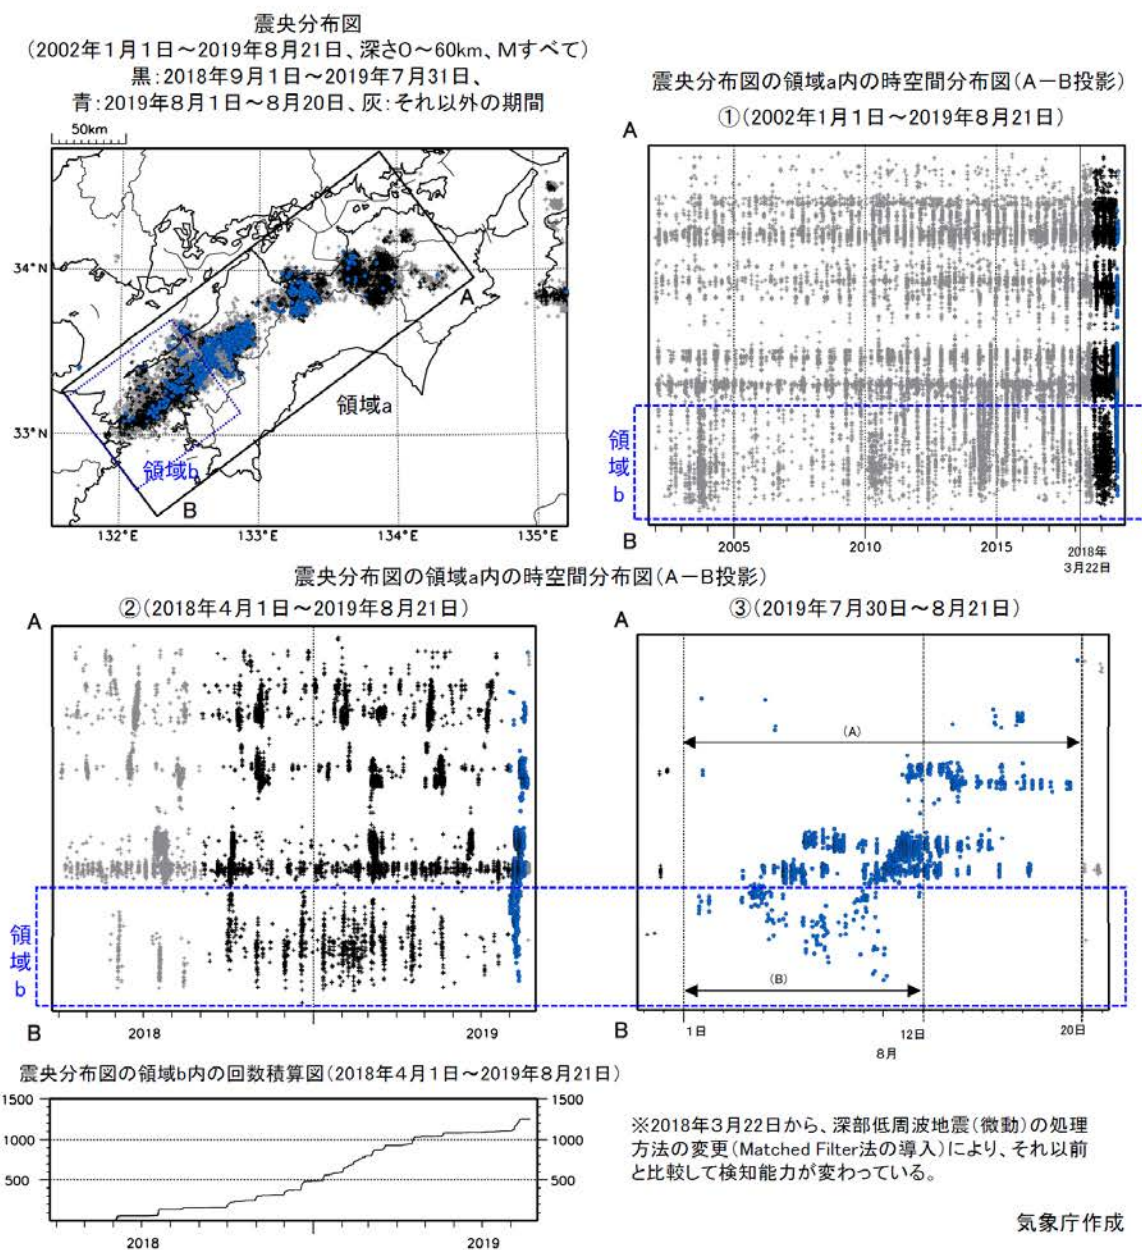 震央分布図
(2002年1月1日～2019年8月21日、深さ0～60km、Mすべて)
黒：2018年9月1日～2019年7月31日、
青：2019年8月1日～8月20日、灰：それ以外の期間
50km
34°N
33°N
132°E
133°E
134°E
135°E
A
領域a
領域b
B
震央分布図の領域a内の時空間分布図(A－B投影)
①(2002年1月1日～2019年8月21日)
A
領域b
B
2005
2010
2015
2018年
3月22日
震央分布図の領域a内の時空間分布図(A－B投影)
②(2018年4月1日～2019年8月21日)
A
領域b
B
2018
2019
③(2019年7月30日～8月21日)
A
(A)
(B)
B
1日
12日
20日
8月
震央分布図の領域b内の回数積算図(2018年4月1日～2019年8月21日)
1500
1000
500
1500
1000
500
2018
2019
※2018年3月22日から、深部低周波地震(微動)の処理
方法の変更(Matched Filter法の導入)により、それ以前
と比較して検知能力が変わっている。
気象庁作成